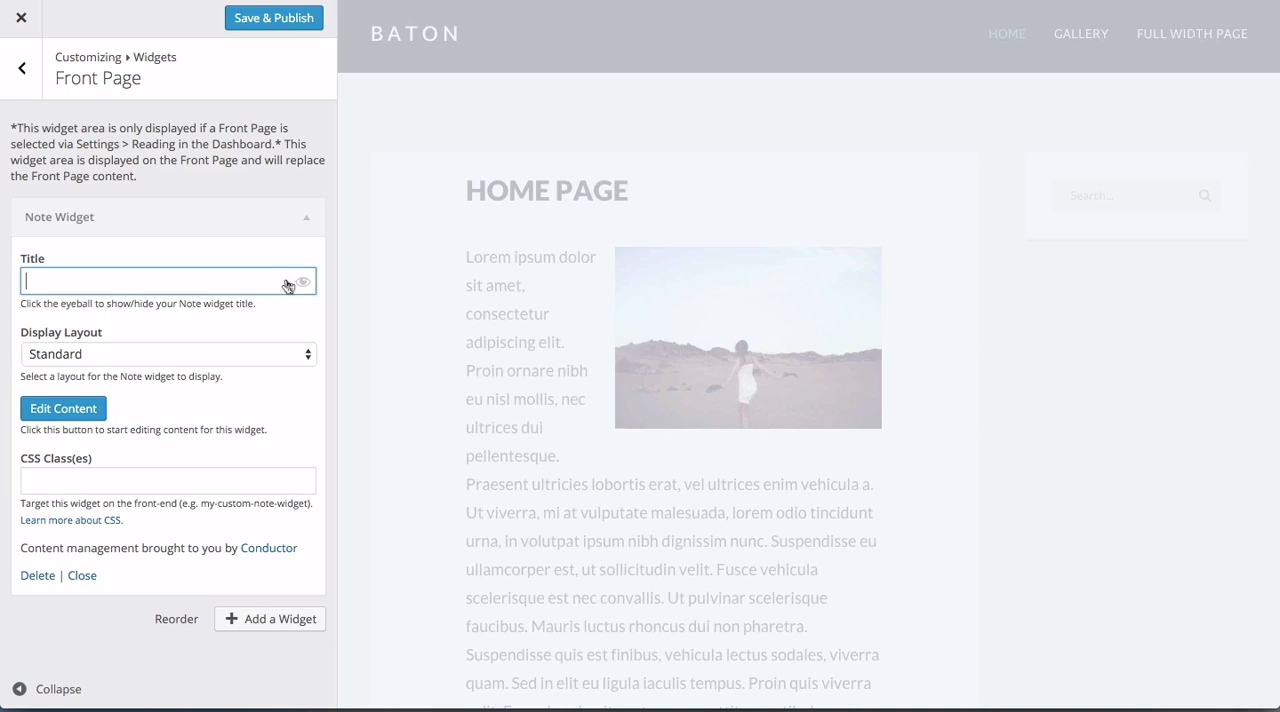 Save & Publish
Customizing ▸ Widgets
Front Page
*This widget area is only displayed if a Front Page is
selected via Settings > Reading in the Dashboard.* This
widget area is displayed on the Front Page and will replace
the Front Page content.
Note Widget
Title
Click the eyeball to show/hide your Note widget title.
Display Layout
Standard
Select a layout for the Note widget to display.
Edit Content
Click this button to start editing content for this widget.
CSS Class(es)
Target this widget on the front-end (e.g. my-custom-note-widget).
Learn more about CSS.
Content management brought to you by Conductor
Delete | Close
Reorder
Add a Widget
Collapse
BATON
HOME GALLERY FULL WIDTH PAGE
HOME PAGE
Lorem ipsum dolor
sit amet,
consectetur
adipiscing elit.
Proin ornare nibh
eu nisl mollis, nec
ultrices dui
pellentesque.
Praesent ultricies lobortis erat, vel ultrices enim vehicula a.
Ut viverra, mi at vulputate malesuada, lorem odio tincidunt
urna, in volutpat ipsum nibh dignissim nunc. Suspendisse eu
ullamcorper est, ut sollicitudin velit. Fusce vehicula
scelerisque est nec convallis. Ut pulvinar scelerisque
faucibus. Mauris luctus rhoncus dui non pharetra.
Suspendisse quis est finibus, vehicula lectus sodales, viverra
quam. Sed in elit eu ligula iaculis tempus. Proin quis viverra
Search...